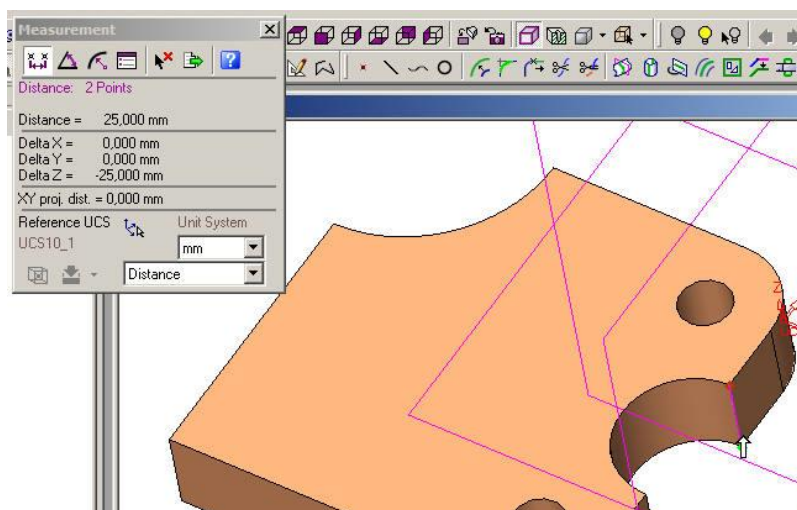 Measurement
Distance: 2 Points
Distance = 25,000 mm
Delta X = 0,000 mm
Delta Y = 0,000 mm
Delta Z = -25,000 mm
XY proj. dist. = 0,000 mm
Reference UCS Unit System
UCS10_1 mm
Distance
Z